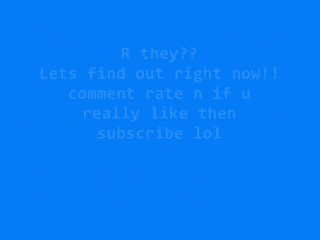 R they??
Lets find out right now!!
comment rate n if u
really like then
subscribe lol